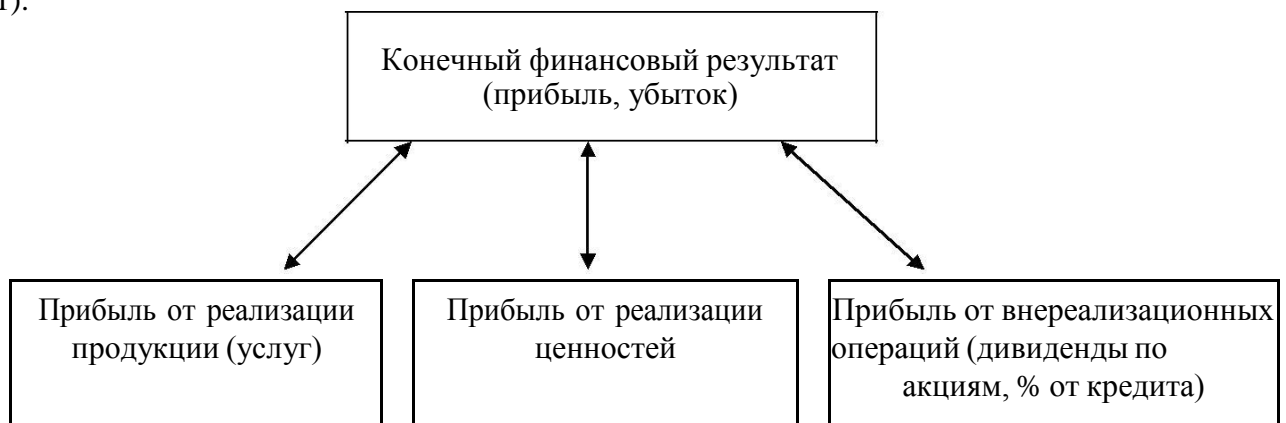 1).
Конечный финансовый результат
(прибыль, убыток)
Прибыль от реализации
продукции (услуг)
Прибыль от реализации
ценностей
Прибыль от внереализационных
операций (дивиденды по
акциям, % от кредита)